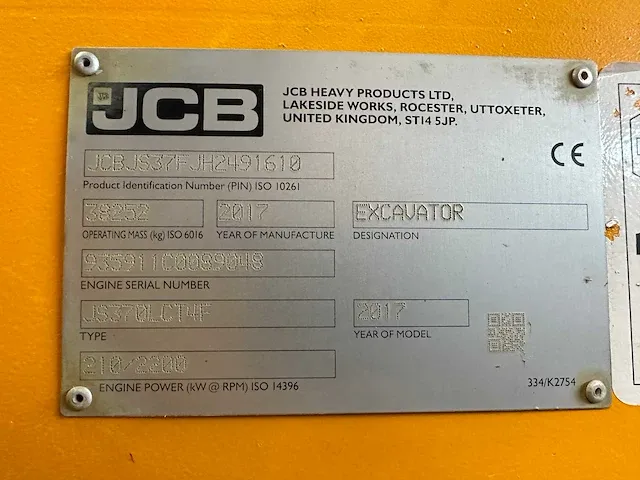 JCB
JCB HEAVY PRODUCTS LTD,
LAKESIDE WORKS, ROCESTER, UTTOXETER,
UNITED KINGDOM, ST14 5JP.
JCBJS37FJH2491610
Product Identification Number (PIN) ISO 10261
CE
38252
2017
EXCAVATOR
OPERATING MASS (kg) ISO 6016
YEAR OF MANUFACTURE
DESIGNATION
935911C0089048
ENGINE SERIAL NUMBER
JS370LCT4F
2017
TYPE
YEAR OF MODEL
210/2200
ENGINE POWER (kW @ RPM) ISO 14396
334/K2754